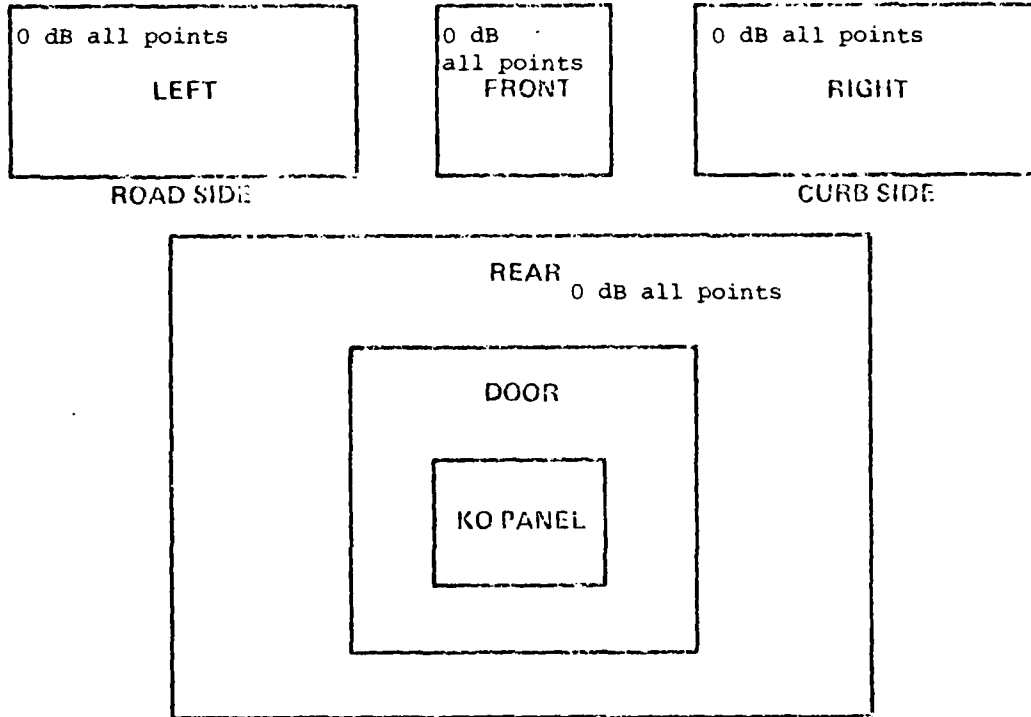 0 dB all points
LEFT
ROAD SIDE
0 dB
all points
FRONT
0 dB all points
RIGHT
CURB SIDE
REAR
0 dB all points
DOOR
KO PANEL